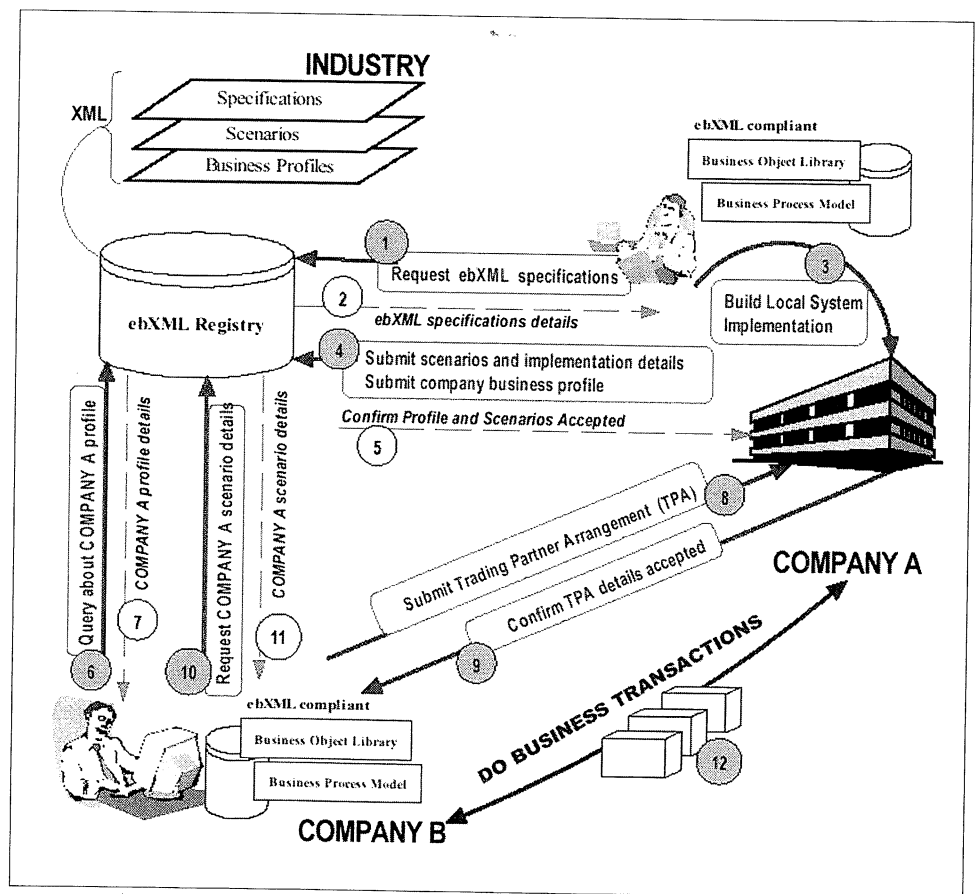 INDUSTRY
XML
Specifications
Scenarios
Business Profiles
ebXML compliant
Business Object Library
Business Process Model
1
Request ebXML specifications
2
ebXML specifications details
3
Build Local System
Implementation
ebXML Registry
4
Submit scenarios and implementation details
Submit company business profile
Confirm Profile and Scenarios Accepted
5
Query about COMPANY A profile
6
COMPANY A profile details
7
Request COMPANY A scenario details
10
COMPANY A scenario details
11
Submit Trading Partner Arrangement (TPA)
8
Confirm TPA details accepted
9
COMPANY A
DO BUSINESS TRANSACTIONS
12
ebXML compliant
Business Object Library
Business Process Model
COMPANY B